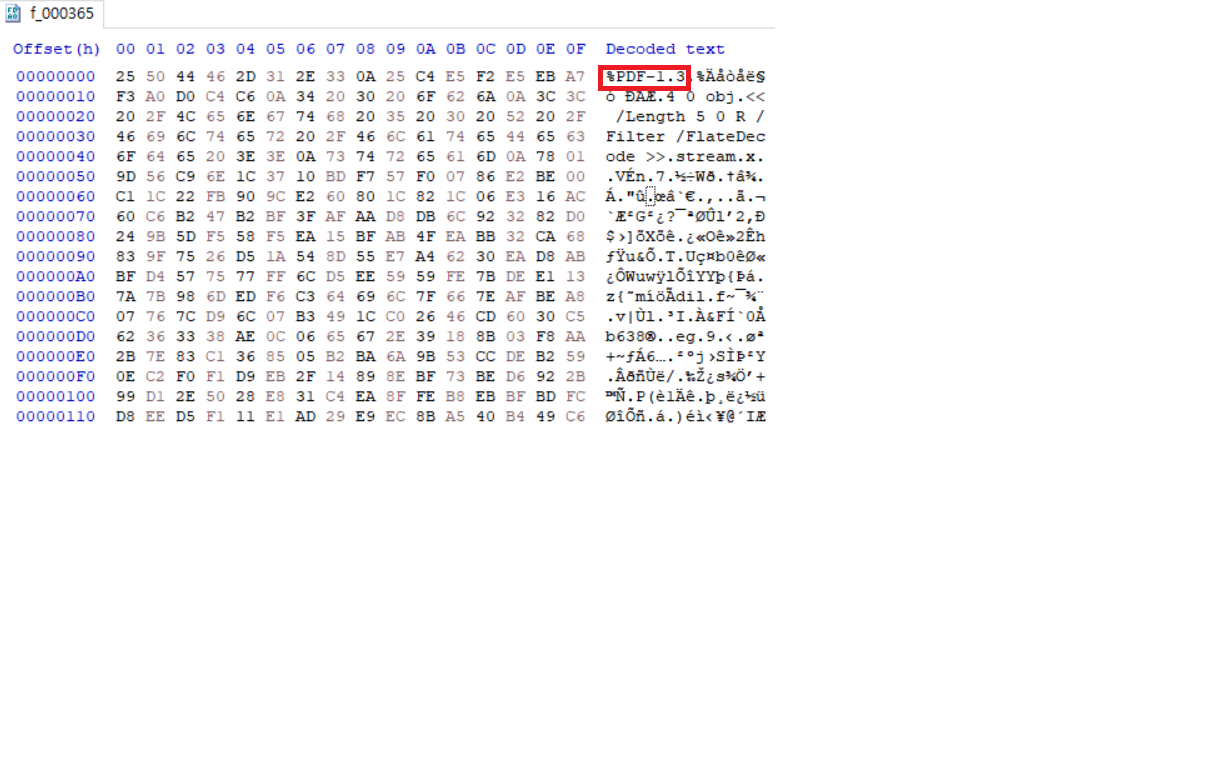 f_000365
Offset(h) 00 01 02 03 04 05 06 07 08 09 0A 0B 0C 0D 0E 0F Decoded text
00000000 25 50 44 46 2D 31 2E 33 0A 25 C4 E5 F2 E5 EB A7 %PDF-1.3.%Äåòåë§
00000010 F3 A0 D0 C4 C6 0A 34 20 30 20 6F 62 6A 0A 3C 3C ó ÐÄÆ.4 0 obj.<<
00000020 20 2F 4C 65 6E 67 74 68 20 35 20 30 20 52 20 2F /Length 5 0 R /
00000030 46 69 6C 74 65 72 20 2F 46 6C 61 74 65 44 65 63 Filter /FlateDec
00000040 6F 64 65 20 3E 3E 0A 73 74 72 65 61 6D 0A 78 01 ode >>.stream.x.
00000050 9D 56 C9 6E 1C 37 10 BD F7 57 F0 07 86 E2 BE 00 .VÉn.7.½÷Wð.†â¾.
00000060 C1 1C 22 FB 90 9C E2 60 80 1C 82 1C 06 E3 16 AC Á."û.œâ`€.‚..ã.¬
00000070 60 C6 B2 47 B2 BF 3F AF AA D8 DB 6C 92 32 82 D0 `Æ²G²¿?¯ªØÛl’2‚Ð
00000080 24 9B 5D F5 58 F5 EA 15 BF AB 4F EA BB 32 CA 68 $›]õXõê.¿«Oê»2Êh
00000090 83 9F 75 26 D5 1A 54 8D 55 E7 A4 62 30 EA D8 AB ƒŸu&Õ.T.Uç¤b0êØ«
000000A0 BF D4 57 75 77 FF 6C D5 EE 59 59 FE 7B DE E1 13 ¿ÔWuwÿlÕîYYþ{Þá.
000000B0 7A 7B 98 6D ED F6 C3 64 69 6C 7F 66 7E AF BE A8 z{˜míöÃdil.f~¯¾¨
000000C0 07 76 7C D9 6C 07 B3 49 1C C0 26 46 CD 60 30 C5 .v|Ùl.³I.À&FÍ`0Å
000000D0 62 36 33 38 AE 0C 06 65 67 2E 39 18 8B 03 F8 AA b638®..eg.9.‹.øª
000000E0 2B 7E 83 C1 36 85 05 B2 BA 6A 9B 53 CC DE B2 59 +~ƒÁ6….²ºj›SÌÞ²Y
000000F0 0E C2 F0 F1 D9 EB 2F 14 89 8E BF 73 BE D6 92 2B .ÂðñÙë/.‰Ž¿s¾Ö’+
00000100 99 D1 2E 50 28 E8 31 C4 EA 8F FE B8 EB BF BD FC ™Ñ.P(è1Äê.þ¸ë¿½ü
00000110 D8 EE D5 F1 11 E1 AD 29 E9 EC 8B A5 40 B4 49 C6 ØîÕñ.á.)éì‹¥@´IÆ